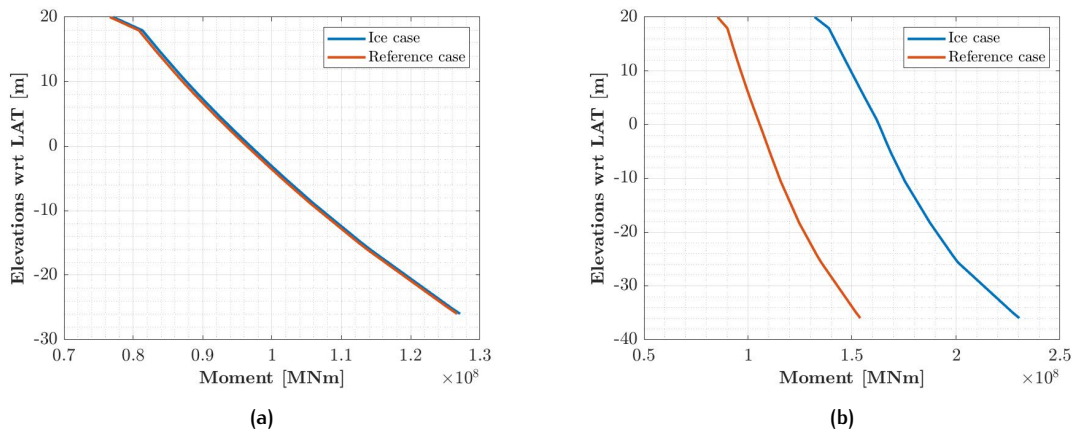 20
10
0
-10
-20
-30
Elevations wrt LAT [m]
Ice case
Reference case
0.7 0.8 0.9 1 1.1 1.2 1.3
Moment [MNm]
×10^8
(a)
20
10
0
-10
-20
-30
-40
Elevations wrt LAT [m]
Ice case
Reference case
0.5 1 1.5 2 2.5
Moment [MNm]
×10^8
(b)